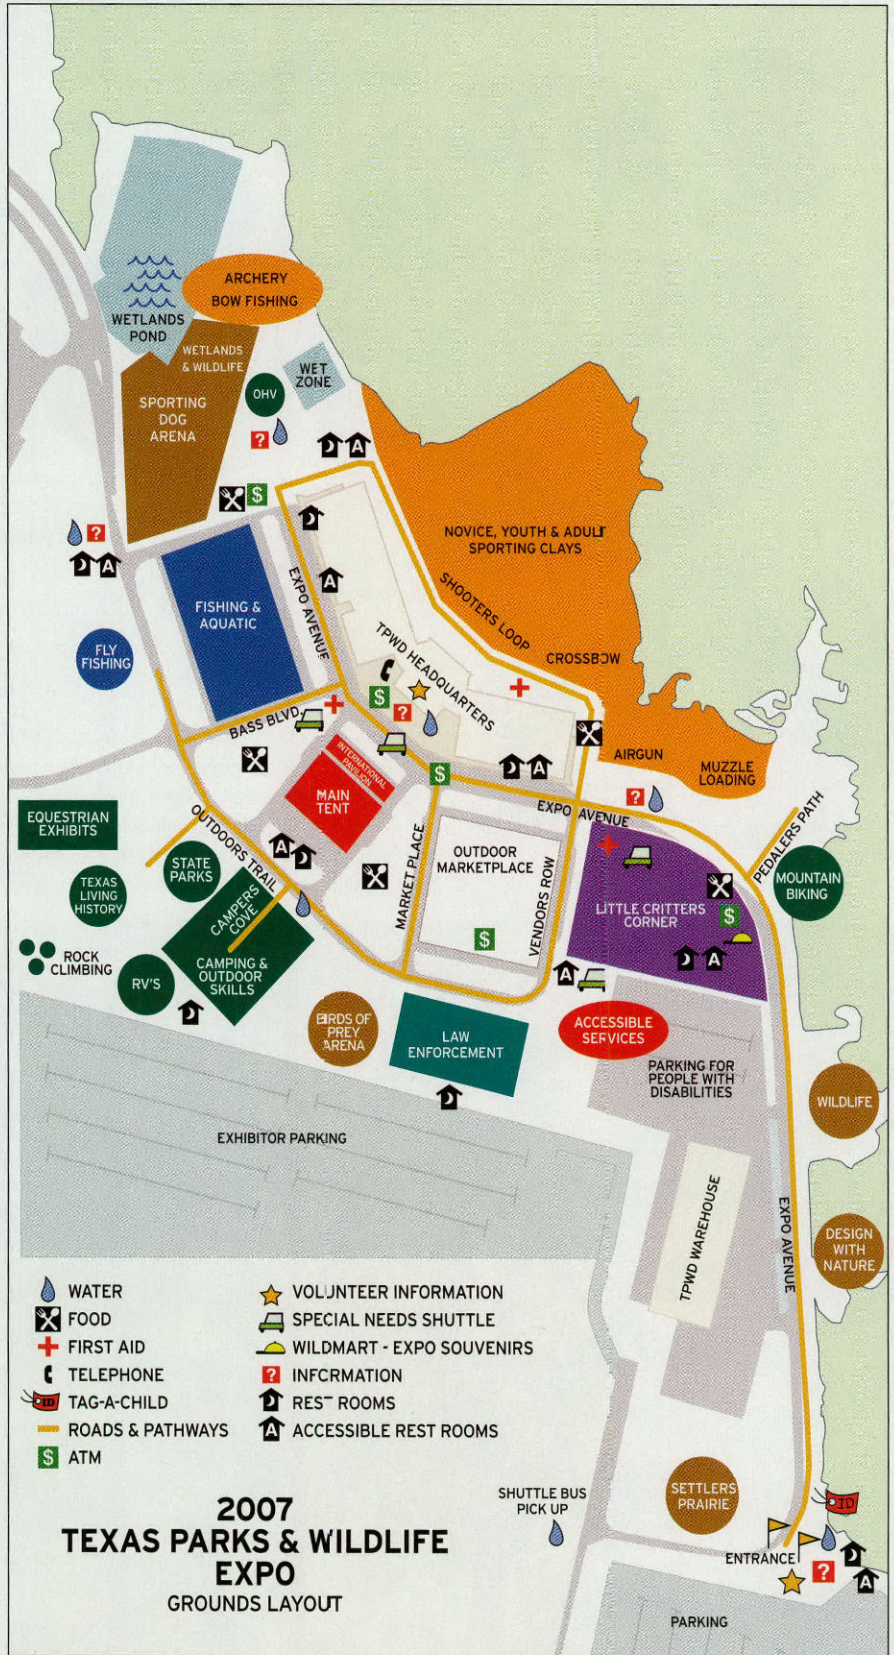 ARCHERY
BOW FISHING
WETLANDS
POND
WETLANDS
& WILDLIFE
WET
ZONE
OHV
SPORTING
DOG
ARENA
?
A
$
NOVICE, YOUTH & ADULT
SPORTING CLAYS
?
A
A
FISHING &
AQUATIC
EXPO AVENUE
SHOOTERS LOOP
FLY
FISHING
TPWD HEADQUARTERS
CROSSBOW
$
?
BASS BLVD.
AIRGUN
MUZZLE
LOADING
INTERNATIONAL
PAVILION
MAIN
TENT
$
A
?
EXPO AVENUE
PEDALERS PATH
EQUESTRIAN
EXHIBITS
OUTDOORS TRAIL
STATE
PARKS
A
MARKET PLACE
OUTDOOR
MARKETPLACE
VENDORS ROW
MOUNTAIN
BIKING
TEXAS
LIVING
HISTORY
CAMPERS
COVE
LITTLE CRITTERS
CORNER
$
$
A
ROCK
CLIMBING
RV'S
CAMPING &
OUTDOOR
SKILLS
A
BIRDS OF
PREY
ARENA
LAW
ENFORCEMENT
ACCESSIBLE
SERVICES
PARKING FOR
PEOPLE WITH
DISABILITIES
WILDLIFE
EXHIBITOR PARKING
TPWD WAREHOUSE
EXPO AVENUE
DESIGN
WITH
NATURE
WATER
FOOD
FIRST AID
TELEPHONE
ID TAG-A-CHILD
ROADS & PATHWAYS
$ ATM
VOLUNTEER INFORMATION
SPECIAL NEEDS SHUTTLE
WILDMART - EXPO SOUVENIRS
? INFORMATION
REST ROOMS
A ACCESSIBLE REST ROOMS
SHUTTLE BUS
PICK UP
SETTLERS
PRAIRIE
ID
ENTRANCE
?
A
PARKING
2007
TEXAS PARKS & WILDLIFE
EXPO
GROUNDS LAYOUT